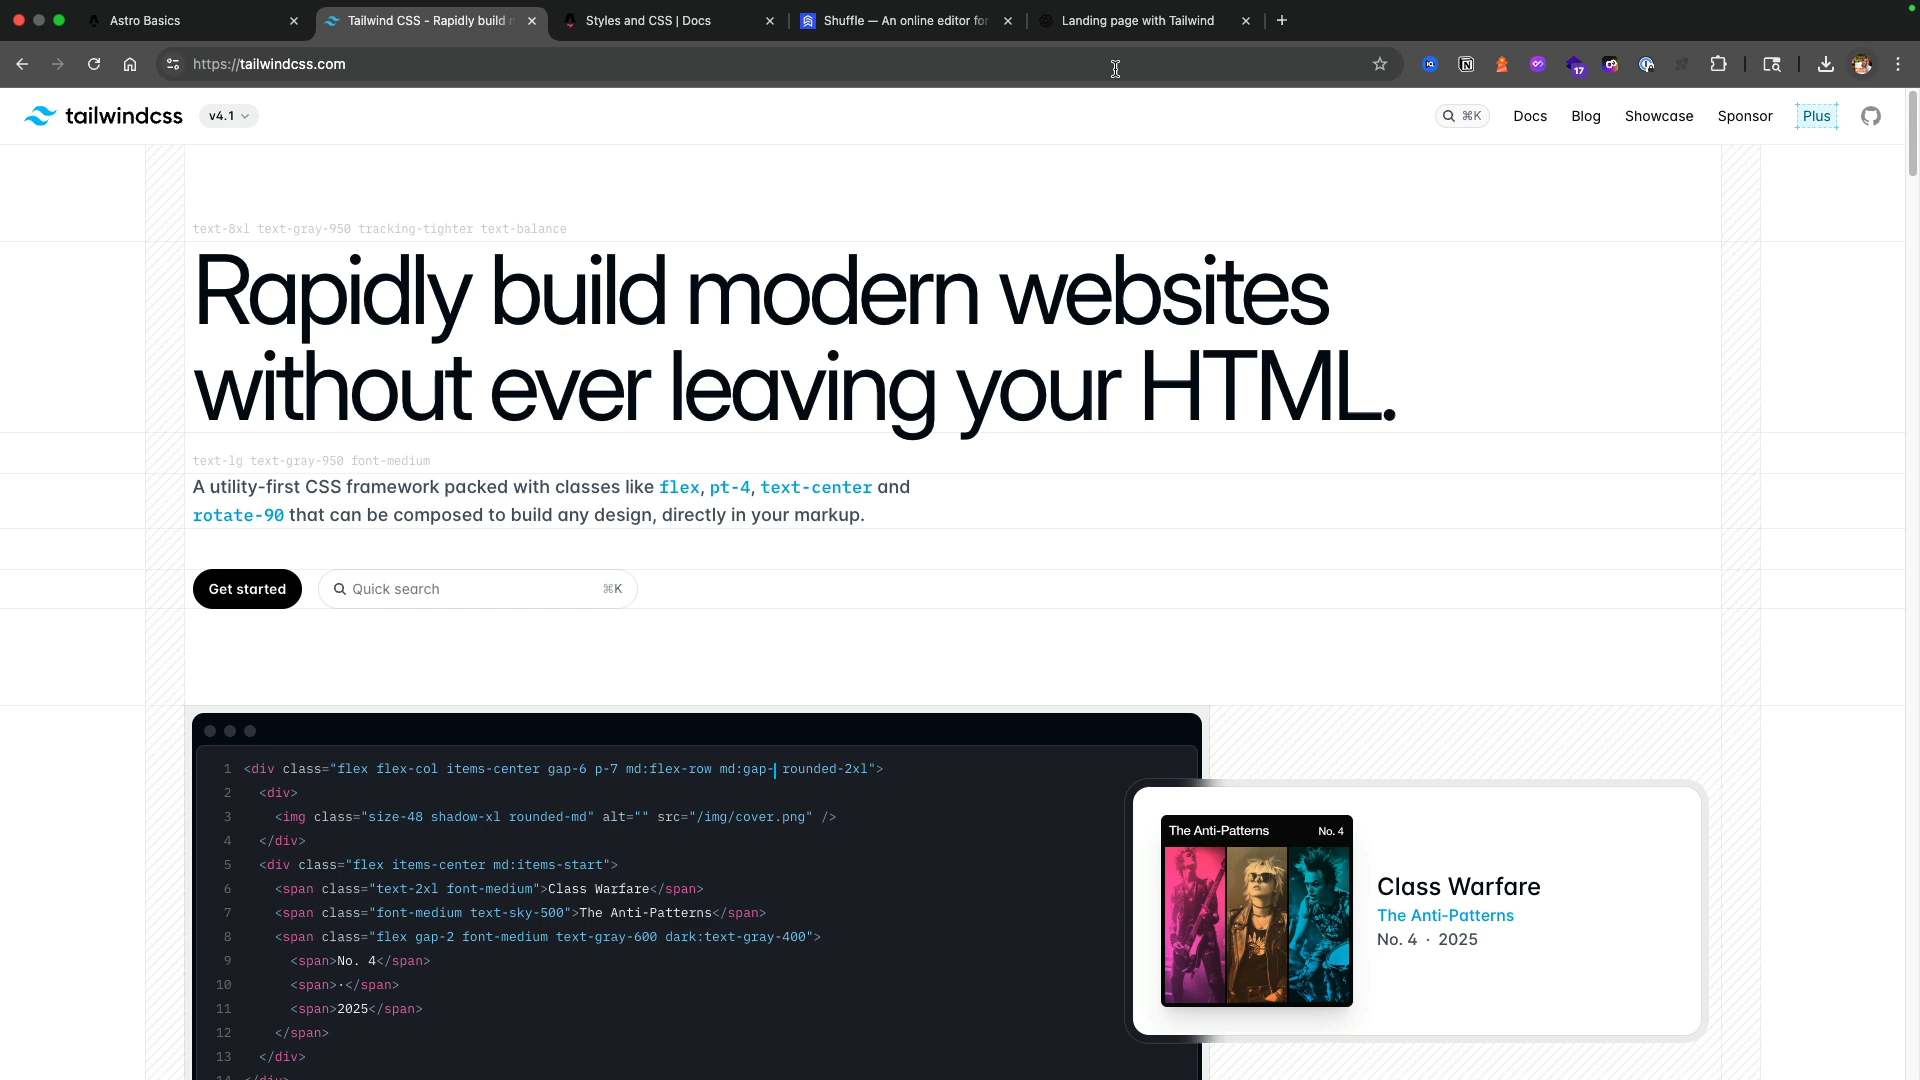 Astro Basics
Tailwind CSS - Rapidly build
Styles and CSS | Docs
Shuffle — An online editor for
Landing page with Tailwind
https://tailwindcss.com
17
tailwindcss
v4.1
⌘K
Docs
Blog
Showcase
Sponsor
Plus
text-8xl text-gray-950 tracking-tighter text-balance
Rapidly build modern websites
without ever leaving your HTML.
text-lg text-gray-950 font-medium
A utility-first CSS framework packed with classes like flex, pt-4, text-center and
rotate-90 that can be composed to build any design, directly in your markup.
Get started
Quick search
⌘K
1 <div class="flex flex-col items-center gap-6 p-7 md:flex-row md:gap- rounded-2xl">
2 <div>
3 <img class="size-48 shadow-xl rounded-md" alt="" src="/img/cover.png" />
4 </div>
5 <div class="flex items-center md:items-start">
6 <span class="text-2xl font-medium">Class Warfare</span>
7 <span class="font-medium text-sky-500">The Anti-Patterns</span>
8 <span class="flex gap-2 font-medium text-gray-600 dark:text-gray-400">
9 <span>No. 4</span>
10 <span>·</span>
11 <span>2025</span>
12 </span>
13 </div>
14 </div>
The Anti-Patterns
No. 4
Class Warfare
The Anti-Patterns
No. 4 · 2025